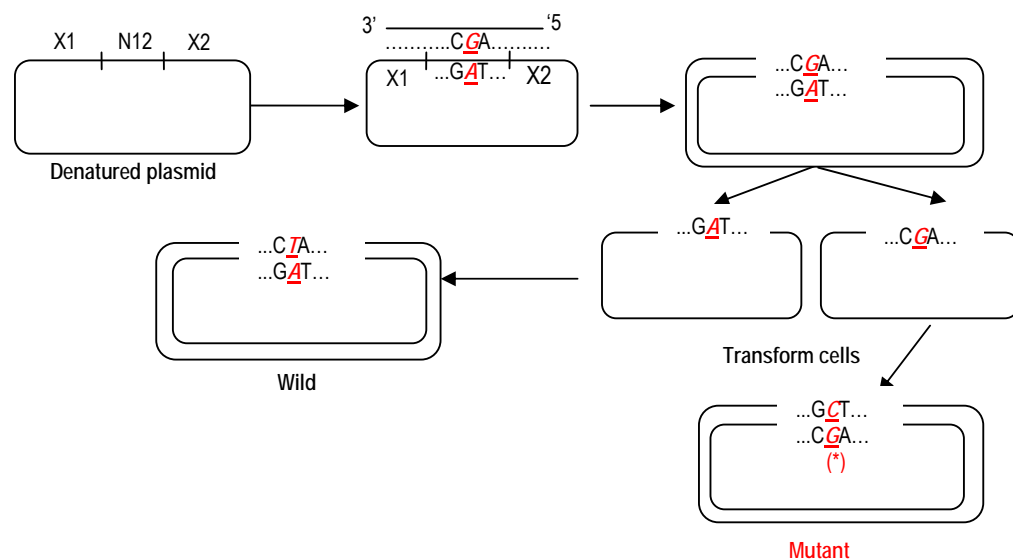 X1 N12 X2
Denatured plasmid
3’ ‘5
...........CGA..........
X1 ...GAT... X2
...CGA...
...GAT...
...GAT...
...CGA...
Transform cells
...CTA...
...GAT...
Wild
...GCT...
...CGA...
(*)
Mutant